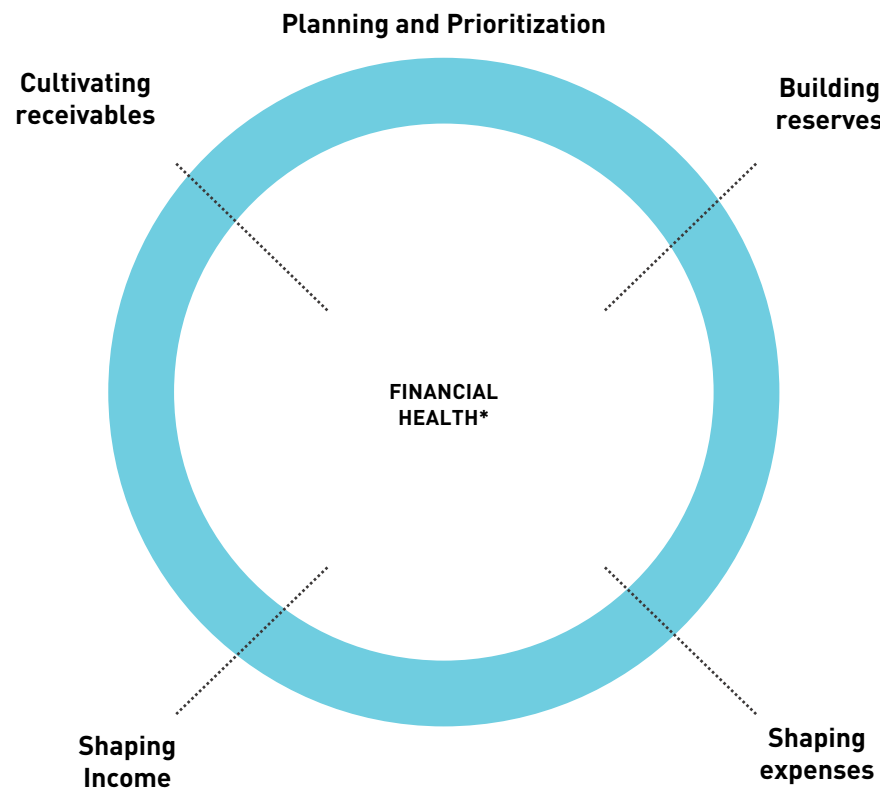 Planning and Prioritization
Cultivating
receivables
Building
reserves
FINANCIAL
HEALTH*
Shaping
Income
Shaping
expenses